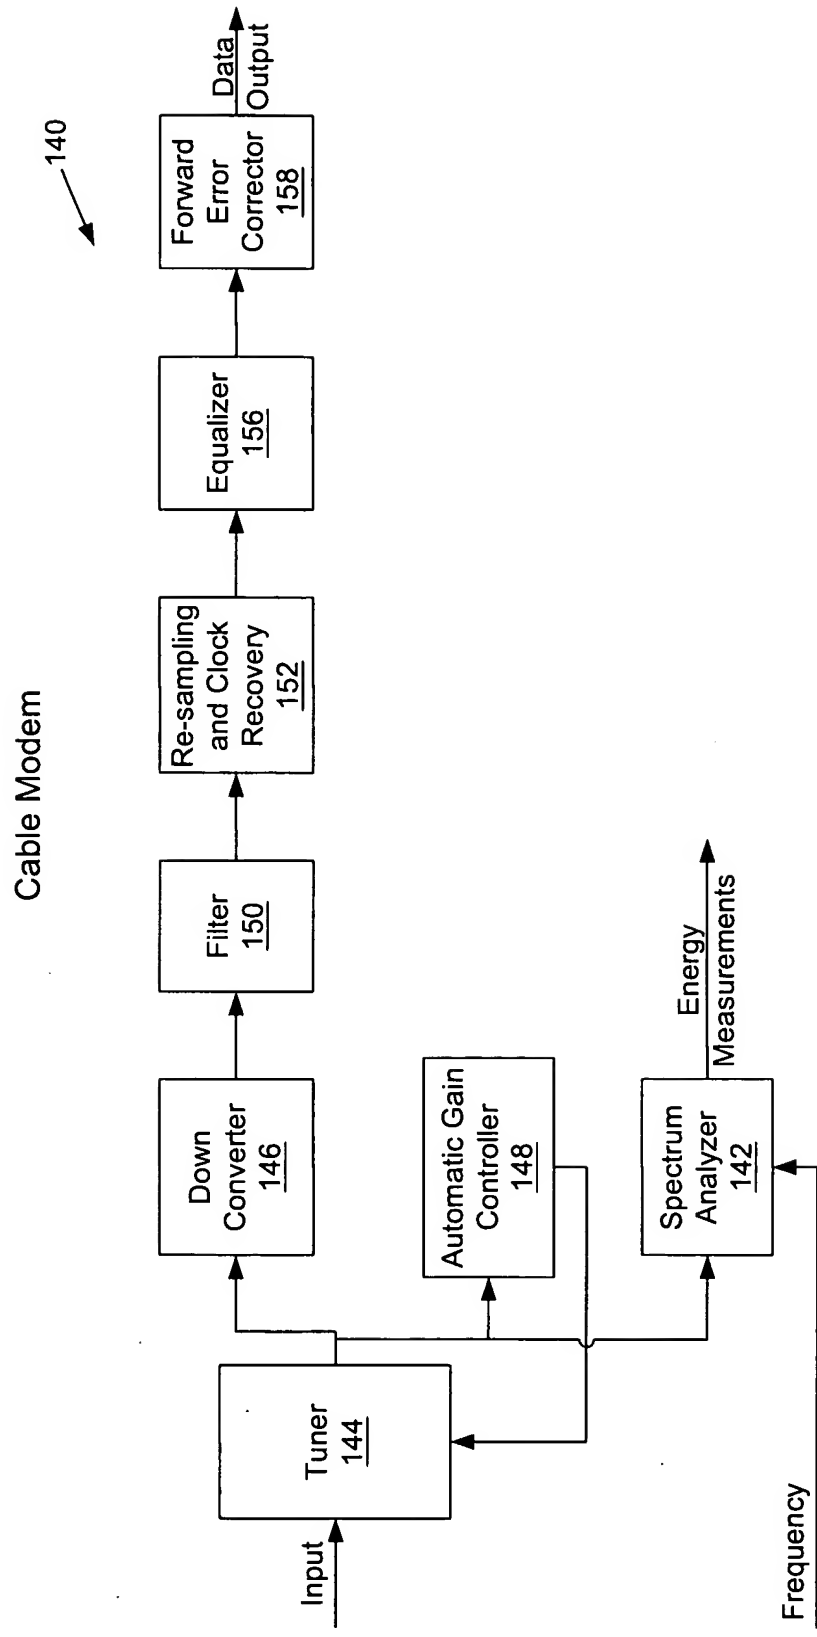 Cable Modem
140
Input
Tuner
144
Down
Converter
146
Filter
150
Re-sampling
and Clock
Recovery
152
Equalizer
156
Forward
Error
Corrector
158
Data
Output
Automatic Gain
Controller
148
Spectrum
Analyzer
142
Energy
Measurements
Frequency